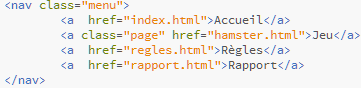 <nav class="menu">
<a  href="index.html">Accueil</a>
<a class="page" href="hamster.html">Jeu</a>
<a  href="regles.html">Règles</a>
<a  href="rapport.html">Rapport</a>
</nav>